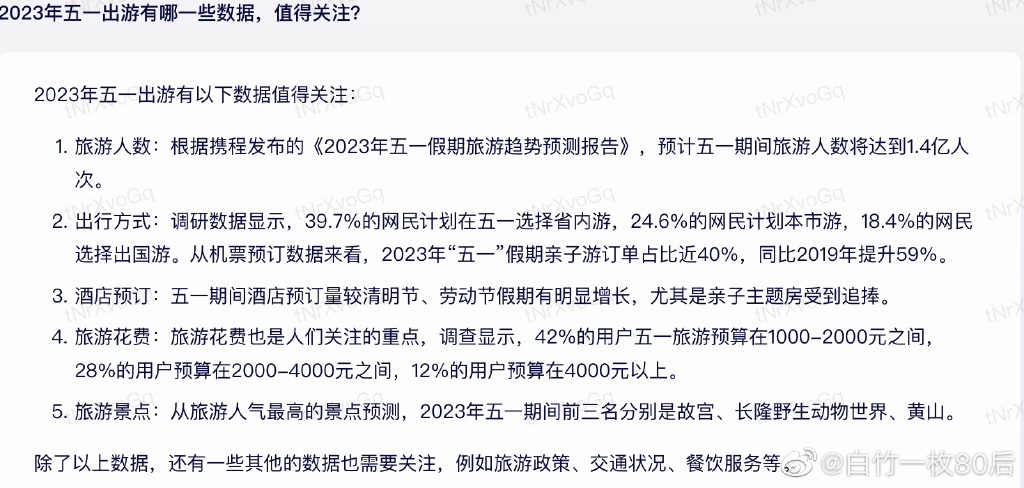 2023年五一出游有哪一些数据，值得关注？
2023年五一出游有以下数据值得关注：
1. 旅游人数：根据携程发布的《2023年五一假期旅游趋势预测报告》，预计五一期间旅游人数将达到1.4亿人
次。
2. 出行方式：调研数据显示，39.7%的网民计划在五一选择省内游，24.6%的网民计划本市游，18.4%的网民
选择出国游。从机票预订数据来看，2023年“五一”假期亲子游订单占比近40%，同比2019年提升59%。
3. 酒店预订：五一期间酒店预订量较清明节、劳动节假期有明显增长，尤其是亲子主题房受到追捧。
4. 旅游花费：旅游花费也是人们关注的重点，调查显示，42%的用户五一旅游预算在1000–2000元之间，
28%的用户预算在2000–4000元之间，12%的用户预算在4000元以上。
5. 旅游景点：从旅游人气最高的景点预测，2023年五一期间前三名分别是故宫、长隆野生动物世界、黄山。
除了以上数据，还有一些其他的数据也需要关注，例如旅游政策、交通状况、餐饮服务等。
@白竹一枚80后
tNrXvoGq